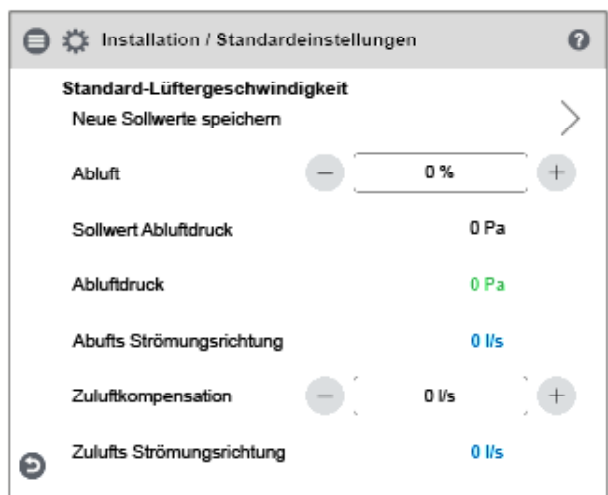 Installation / Standardeinstellungen ?
Standard-Lüftergeschwindigkeit
Neue Sollwerte speichern
Abluft − 0 % +
Sollwert Abluftdruck 0 Pa
Abluftdruck 0 Pa
Abufts Strömungsrichtung 0 l/s
Zuluftkompensation − 0 l/s +
Zulufts Strömungsrichtung 0 l/s